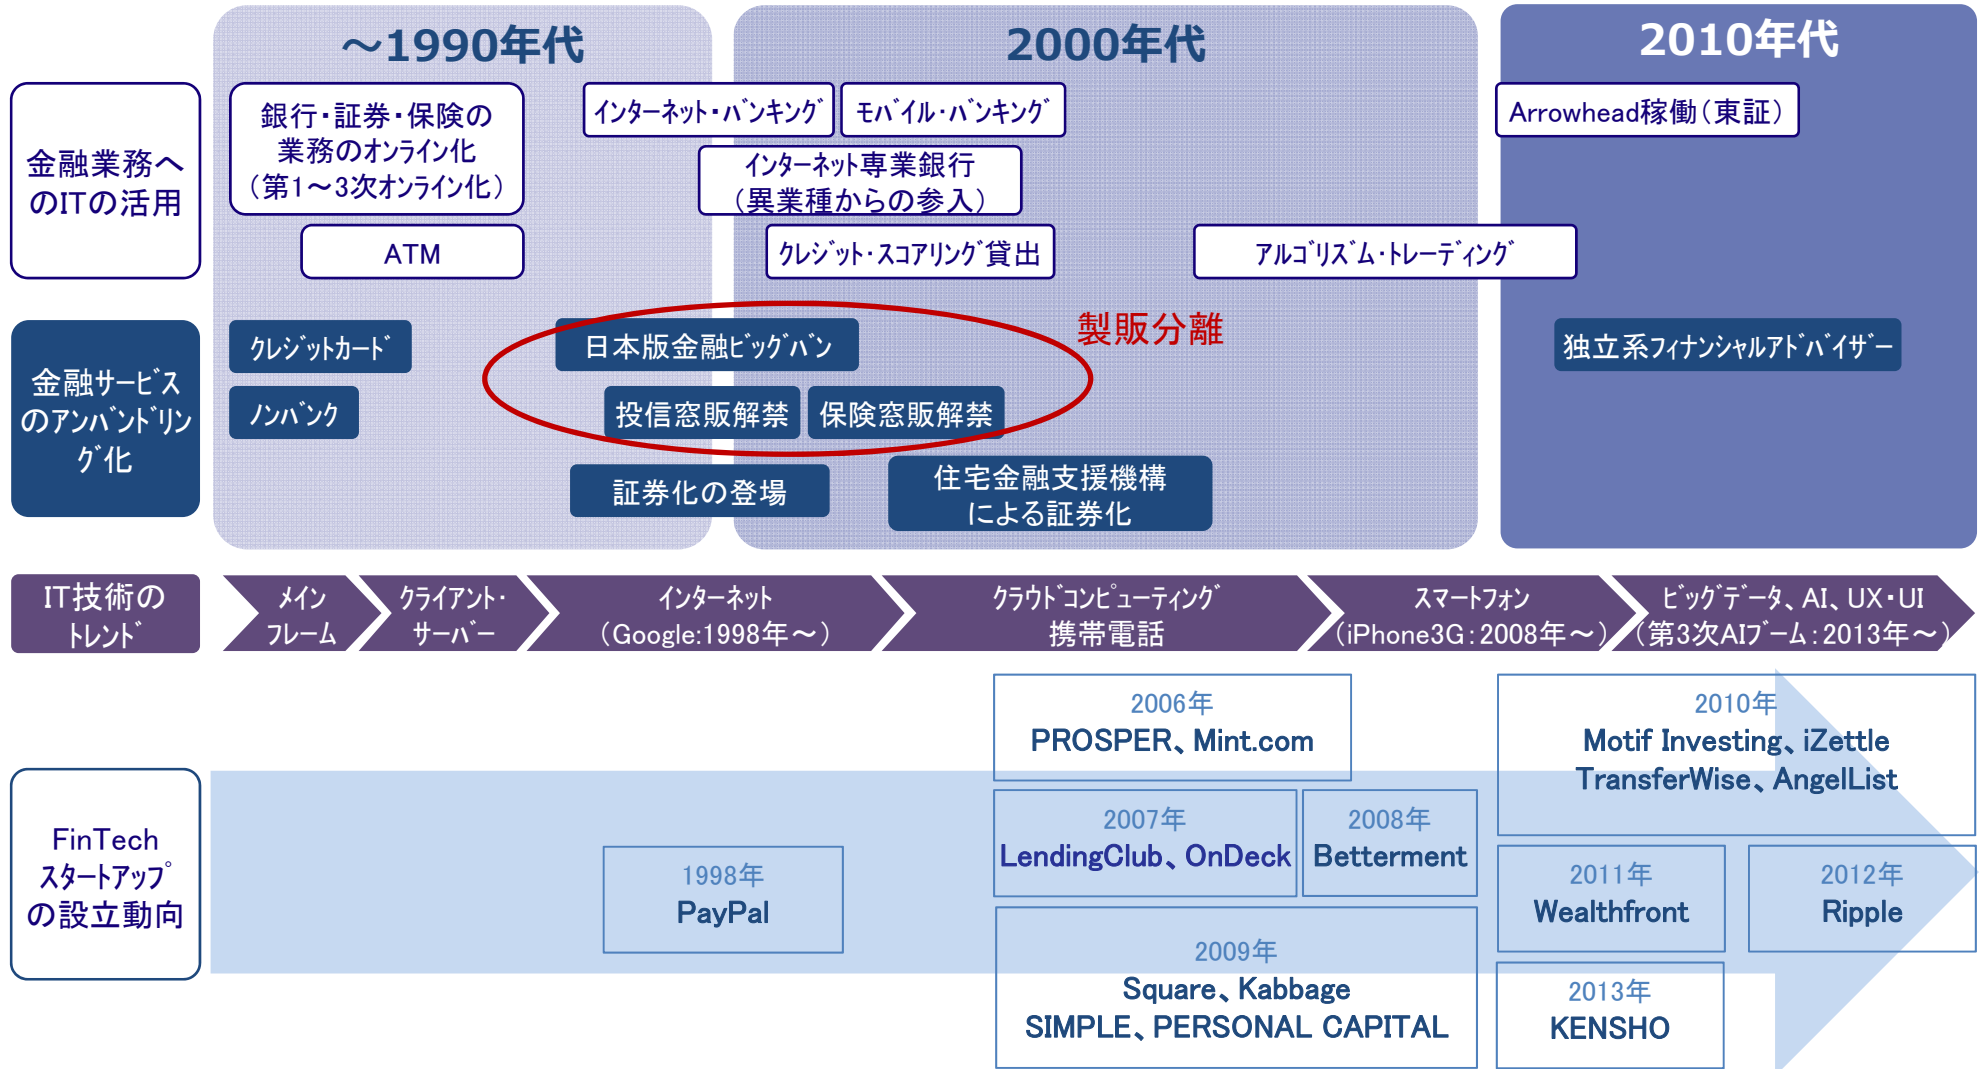 ～1990年代
2000年代
2010年代
金融業務へ
のITの活用
銀行・証券・保険の
業務のオンライン化
（第1～3次オンライン化）
ATM
インターネット・バンキング
モバイル・バンキング
インターネット専業銀行
（異業種からの参入）
クレジット・スコアリング貸出
アルゴリズム・トレーディング
Arrowhead稼働（東証）
金融サービス
のアンバンドリン
グ化
クレジットカード
ノンバンク
日本版金融ビッグバン
製販分離
投信窓販解禁
保険窓販解禁
証券化の登場
住宅金融支援機構
による証券化
独立系フィナンシャルアドバイザー
IT技術の
トレンド
メイン
フレーム
クライアント・
サーバー
インターネット
（Google:1998年～）
クラウドコンピューティング
携帯電話
スマートフォン
（iPhone3G：2008年～）
ビッグデータ、AI、UX・UI
（第3次AIブーム：2013年～）
FinTech
スタートアップ
の設立動向
1998年
PayPal
2006年
PROSPER、Mint.com
2007年
LendingClub、OnDeck
2008年
Betterment
2009年
Square、Kabbage
SIMPLE、PERSONAL CAPITAL
2010年
Motif Investing、iZettle
TransferWise、AngelList
2011年
Wealthfront
2012年
Ripple
2013年
KENSHO